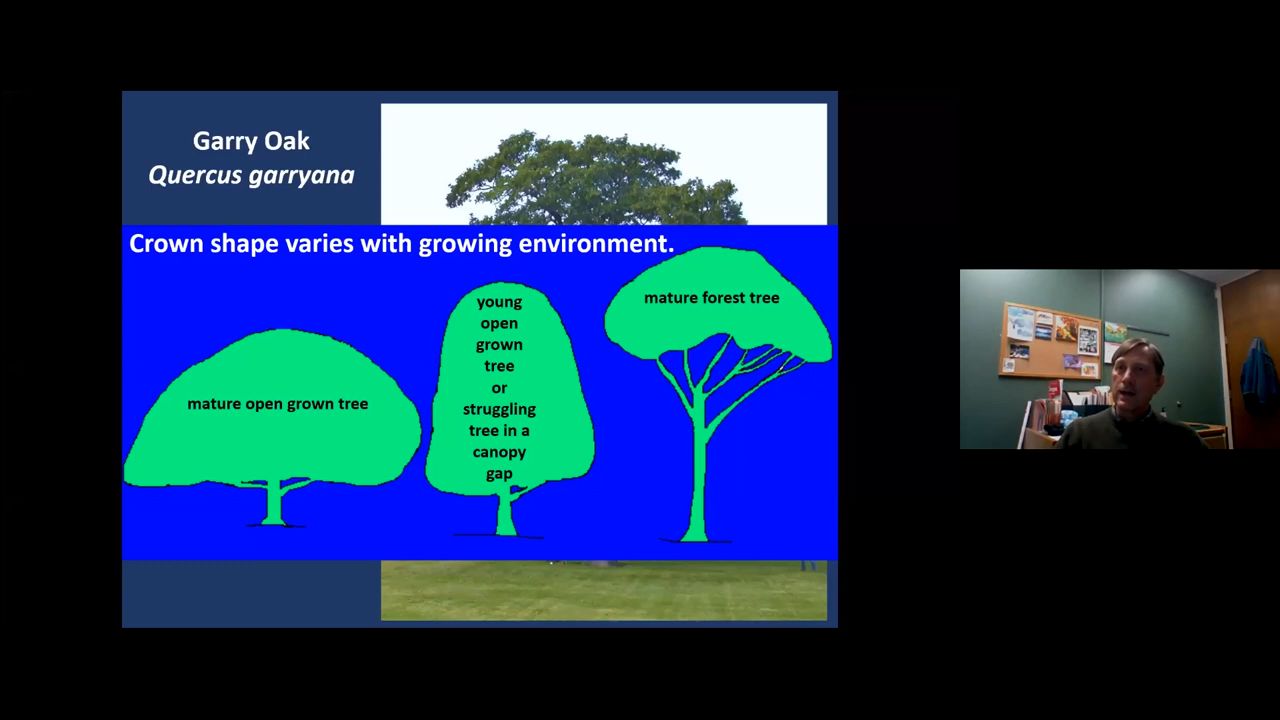 Garry Oak
Quercus garryana
Crown shape varies with growing environment.
mature open grown tree
young
open
grown
tree
or
struggling
tree in a
canopy
gap
mature forest tree